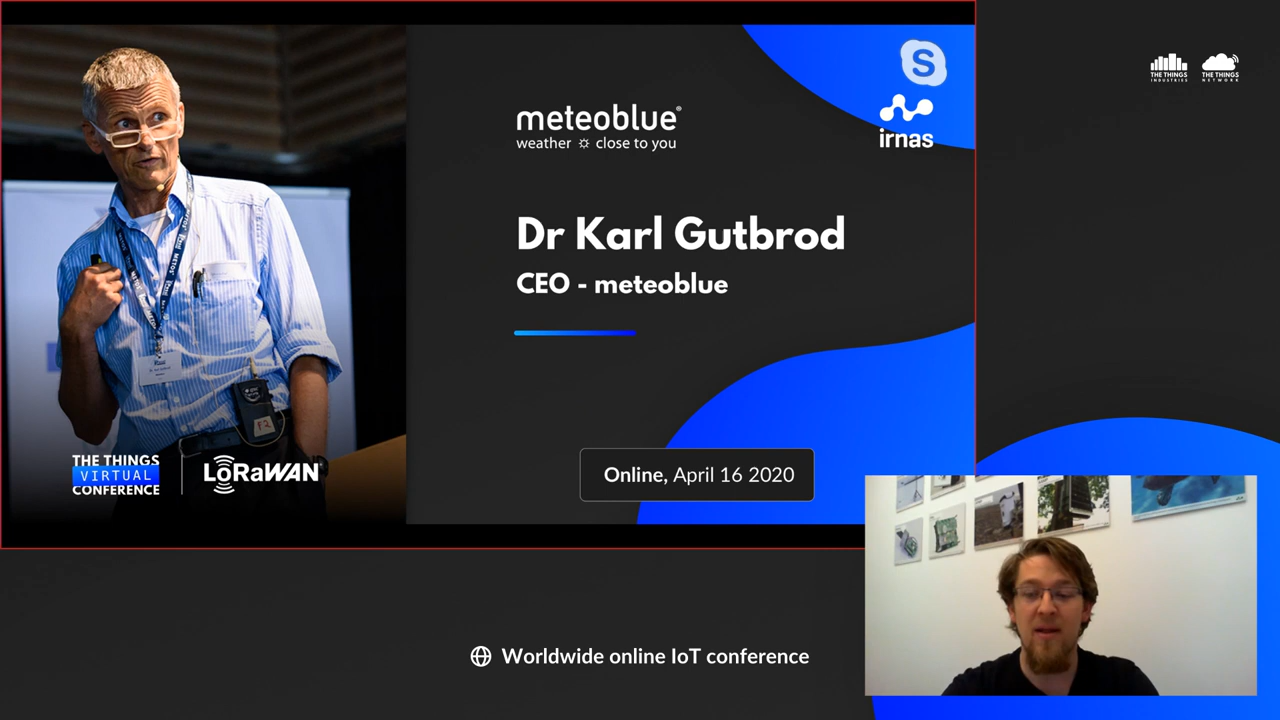 meteoblue®
weather close to you
S
irnas
THE THINGS
INDUSTRIES
THE THINGS
NETWORK
Dr Karl Gutbrod
CEO - meteoblue
THE THINGS
VIRTUAL
CONFERENCE
LoRaWAN
Online, April 16 2020
Worldwide online IoT conference